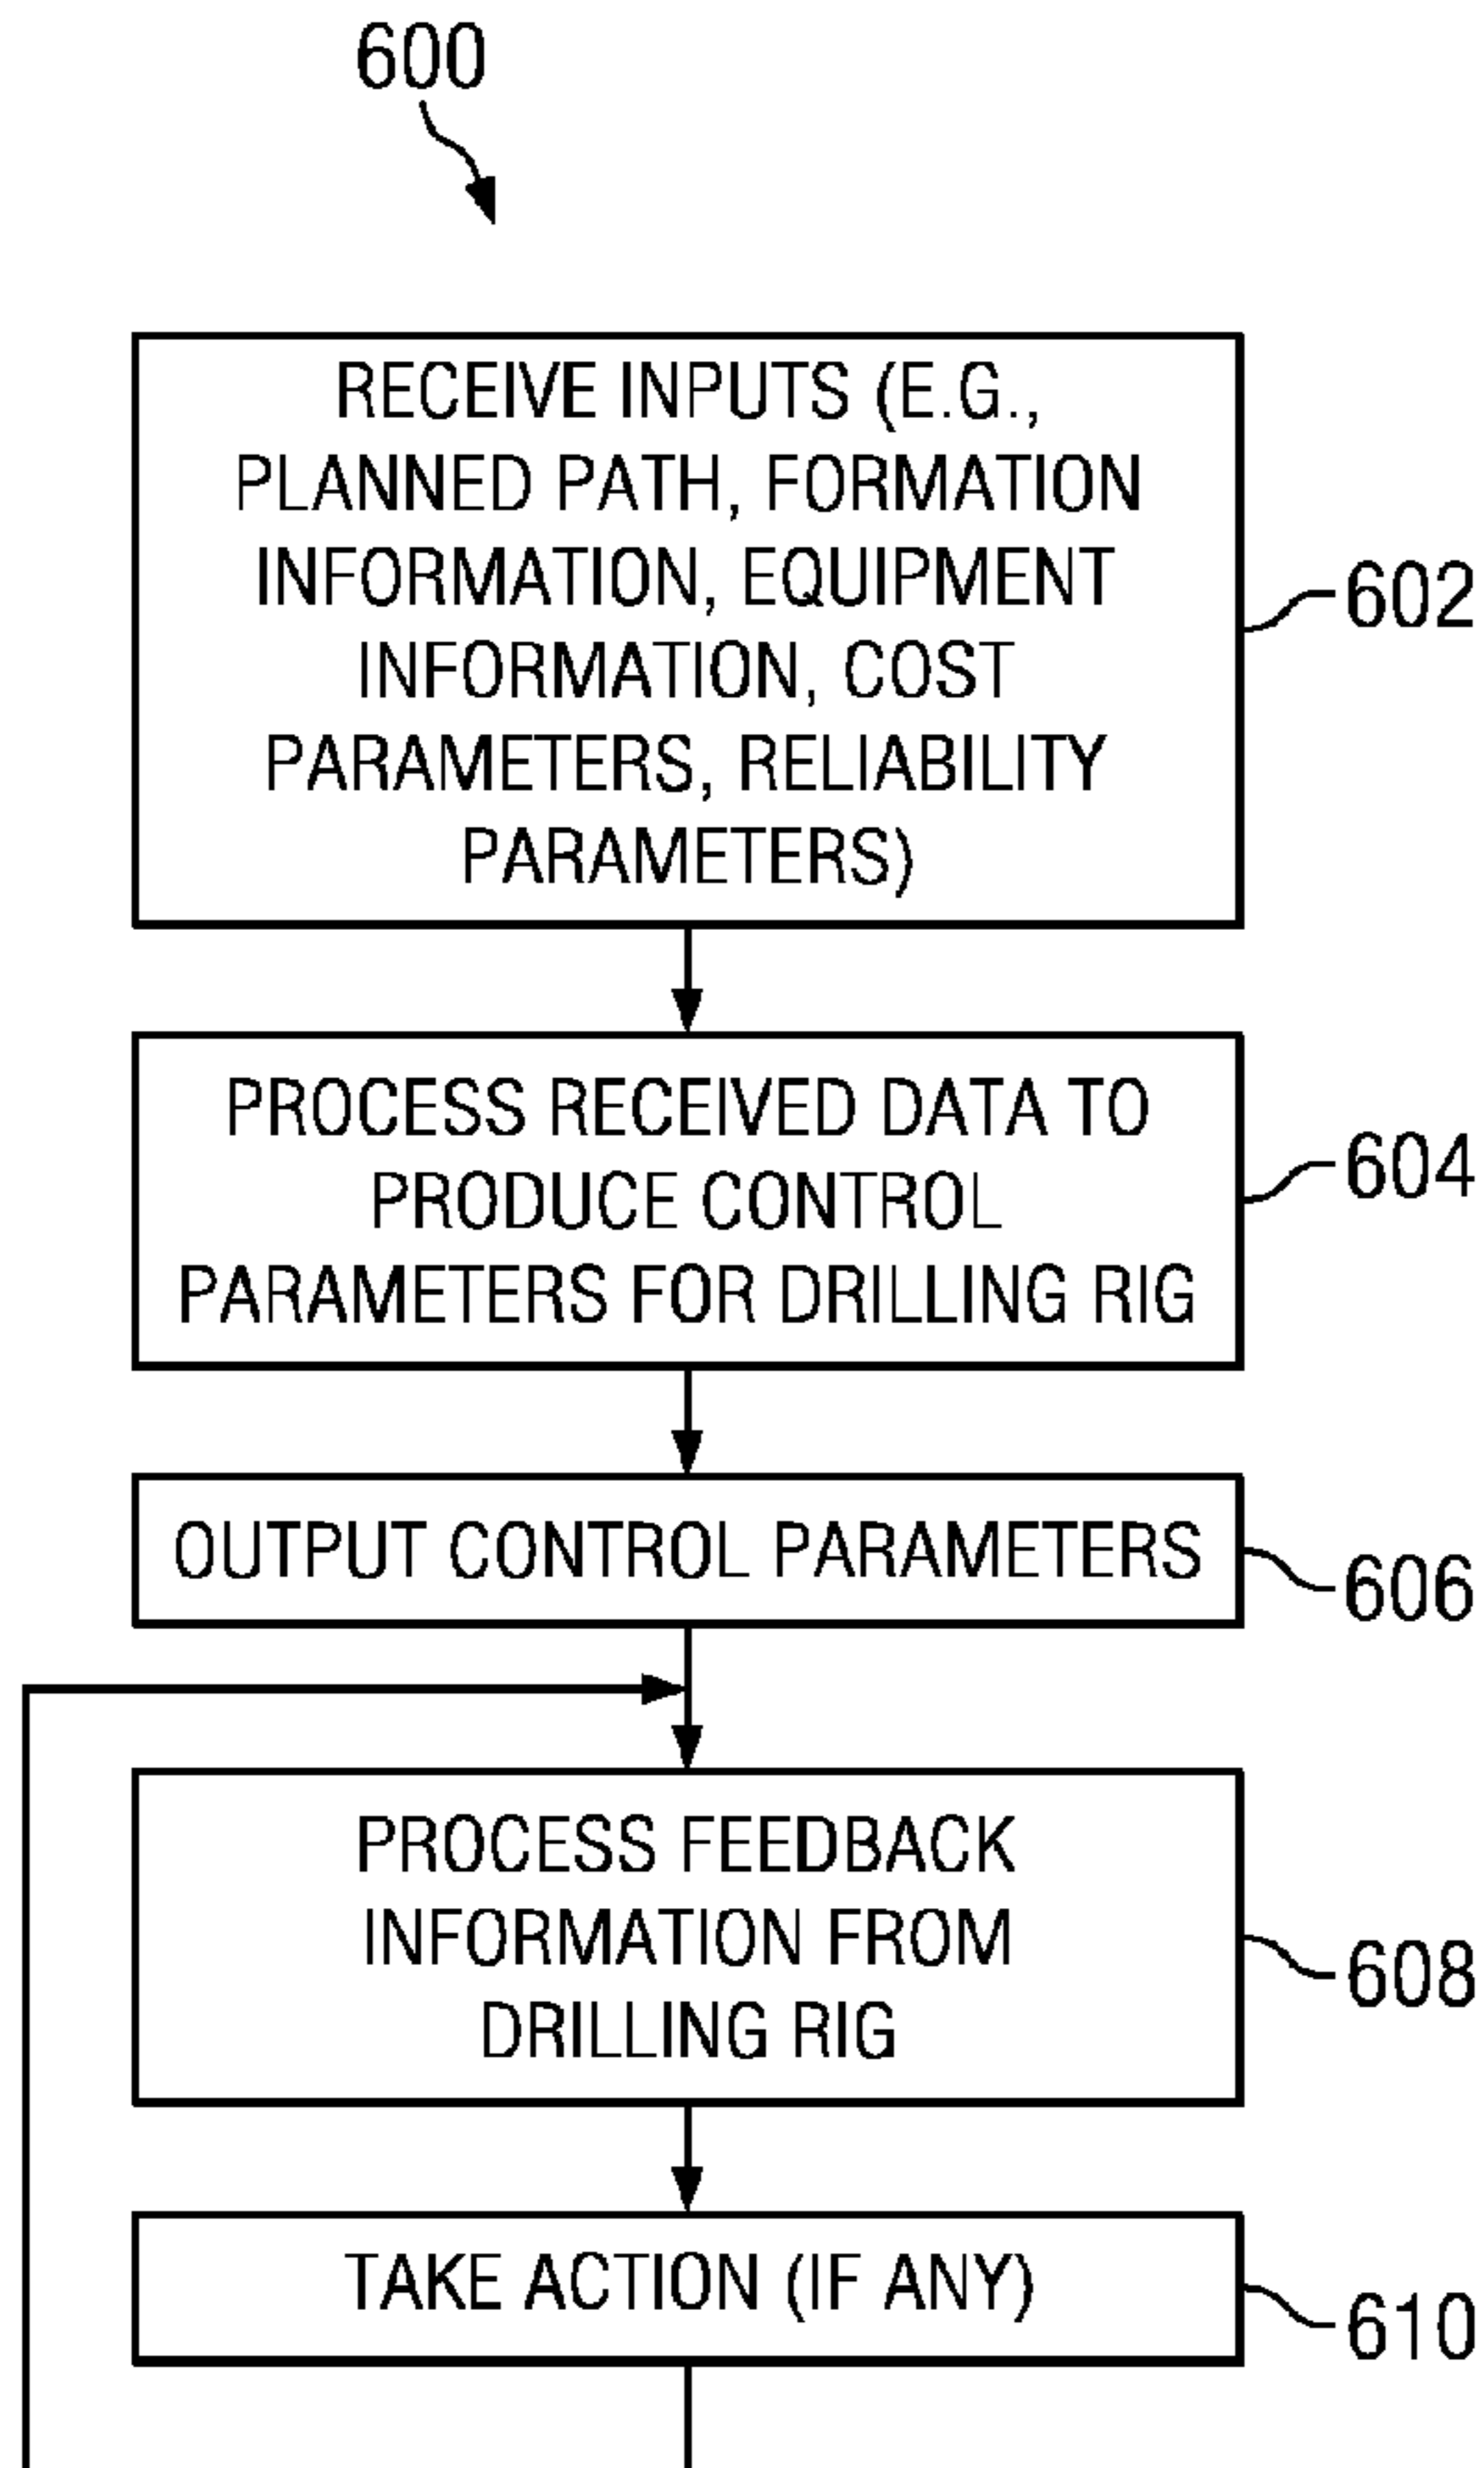 600
RECEIVE INPUTS (E.G.,
PLANNED PATH, FORMATION
INFORMATION, EQUIPMENT
INFORMATION, COST
PARAMETERS, RELIABILITY
PARAMETERS)
602
PROCESS RECEIVED DATA TO
PRODUCE CONTROL
PARAMETERS FOR DRILLING RIG
604
OUTPUT CONTROL PARAMETERS
606
PROCESS FEEDBACK
INFORMATION FROM
DRILLING RIG
608
TAKE ACTION (IF ANY)
610